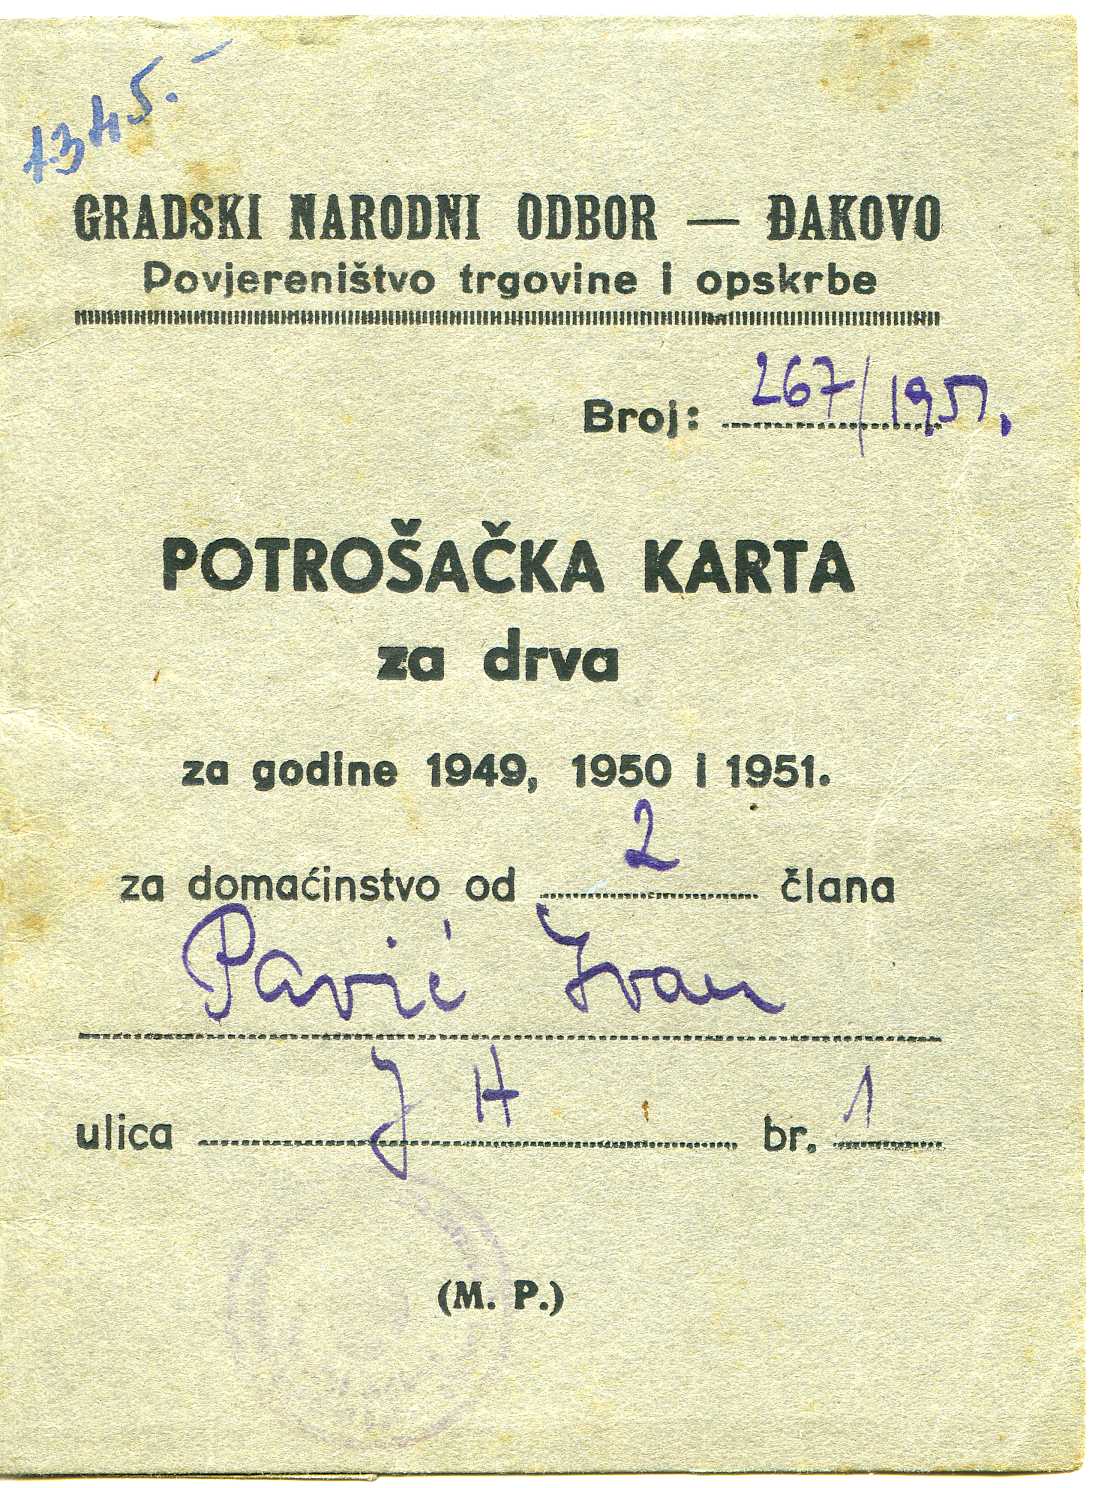 1345.-
GRADSKI NARODNI ODBOR — ĐAKOVO
Povjereništvo trgovine i opskrbe
Broj: 267/1951.
POTROŠAČKA KARTA
za drva
za godine 1949, 1950 i 1951.
za domaćinstvo od 2 člana
Pavić Ivan
ulica J H br. 1
(M. P.)